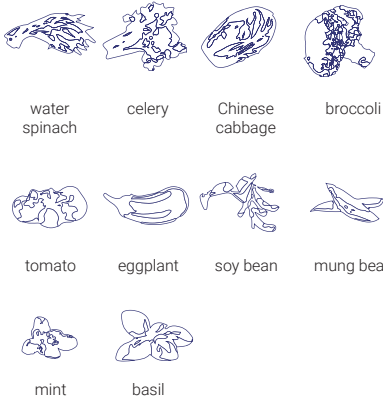 water
spinach
celery
Chinese
cabbage
broccoli
tomato
eggplant
soy bean
mung bea
mint
basil